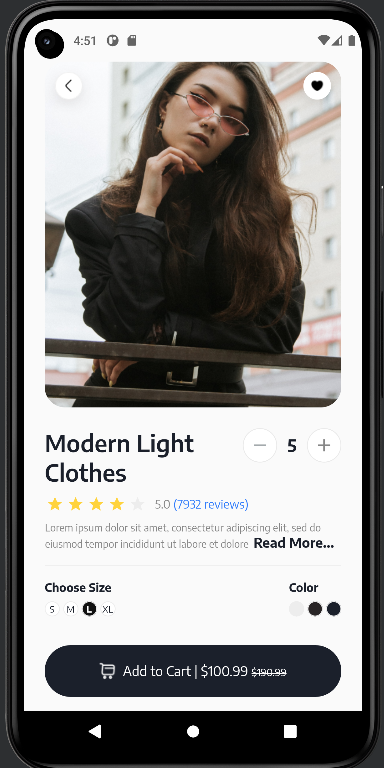 4:51
Modern Light
Clothes
5
5.0 (7932 reviews)
Lorem ipsum dolor sit amet, consectetur adipiscing elit, sed do
eiusmod tempor incididunt ut labore et dolore Read More...
Choose Size
Color
S M L XL
Add to Cart | $100.99 $190.99